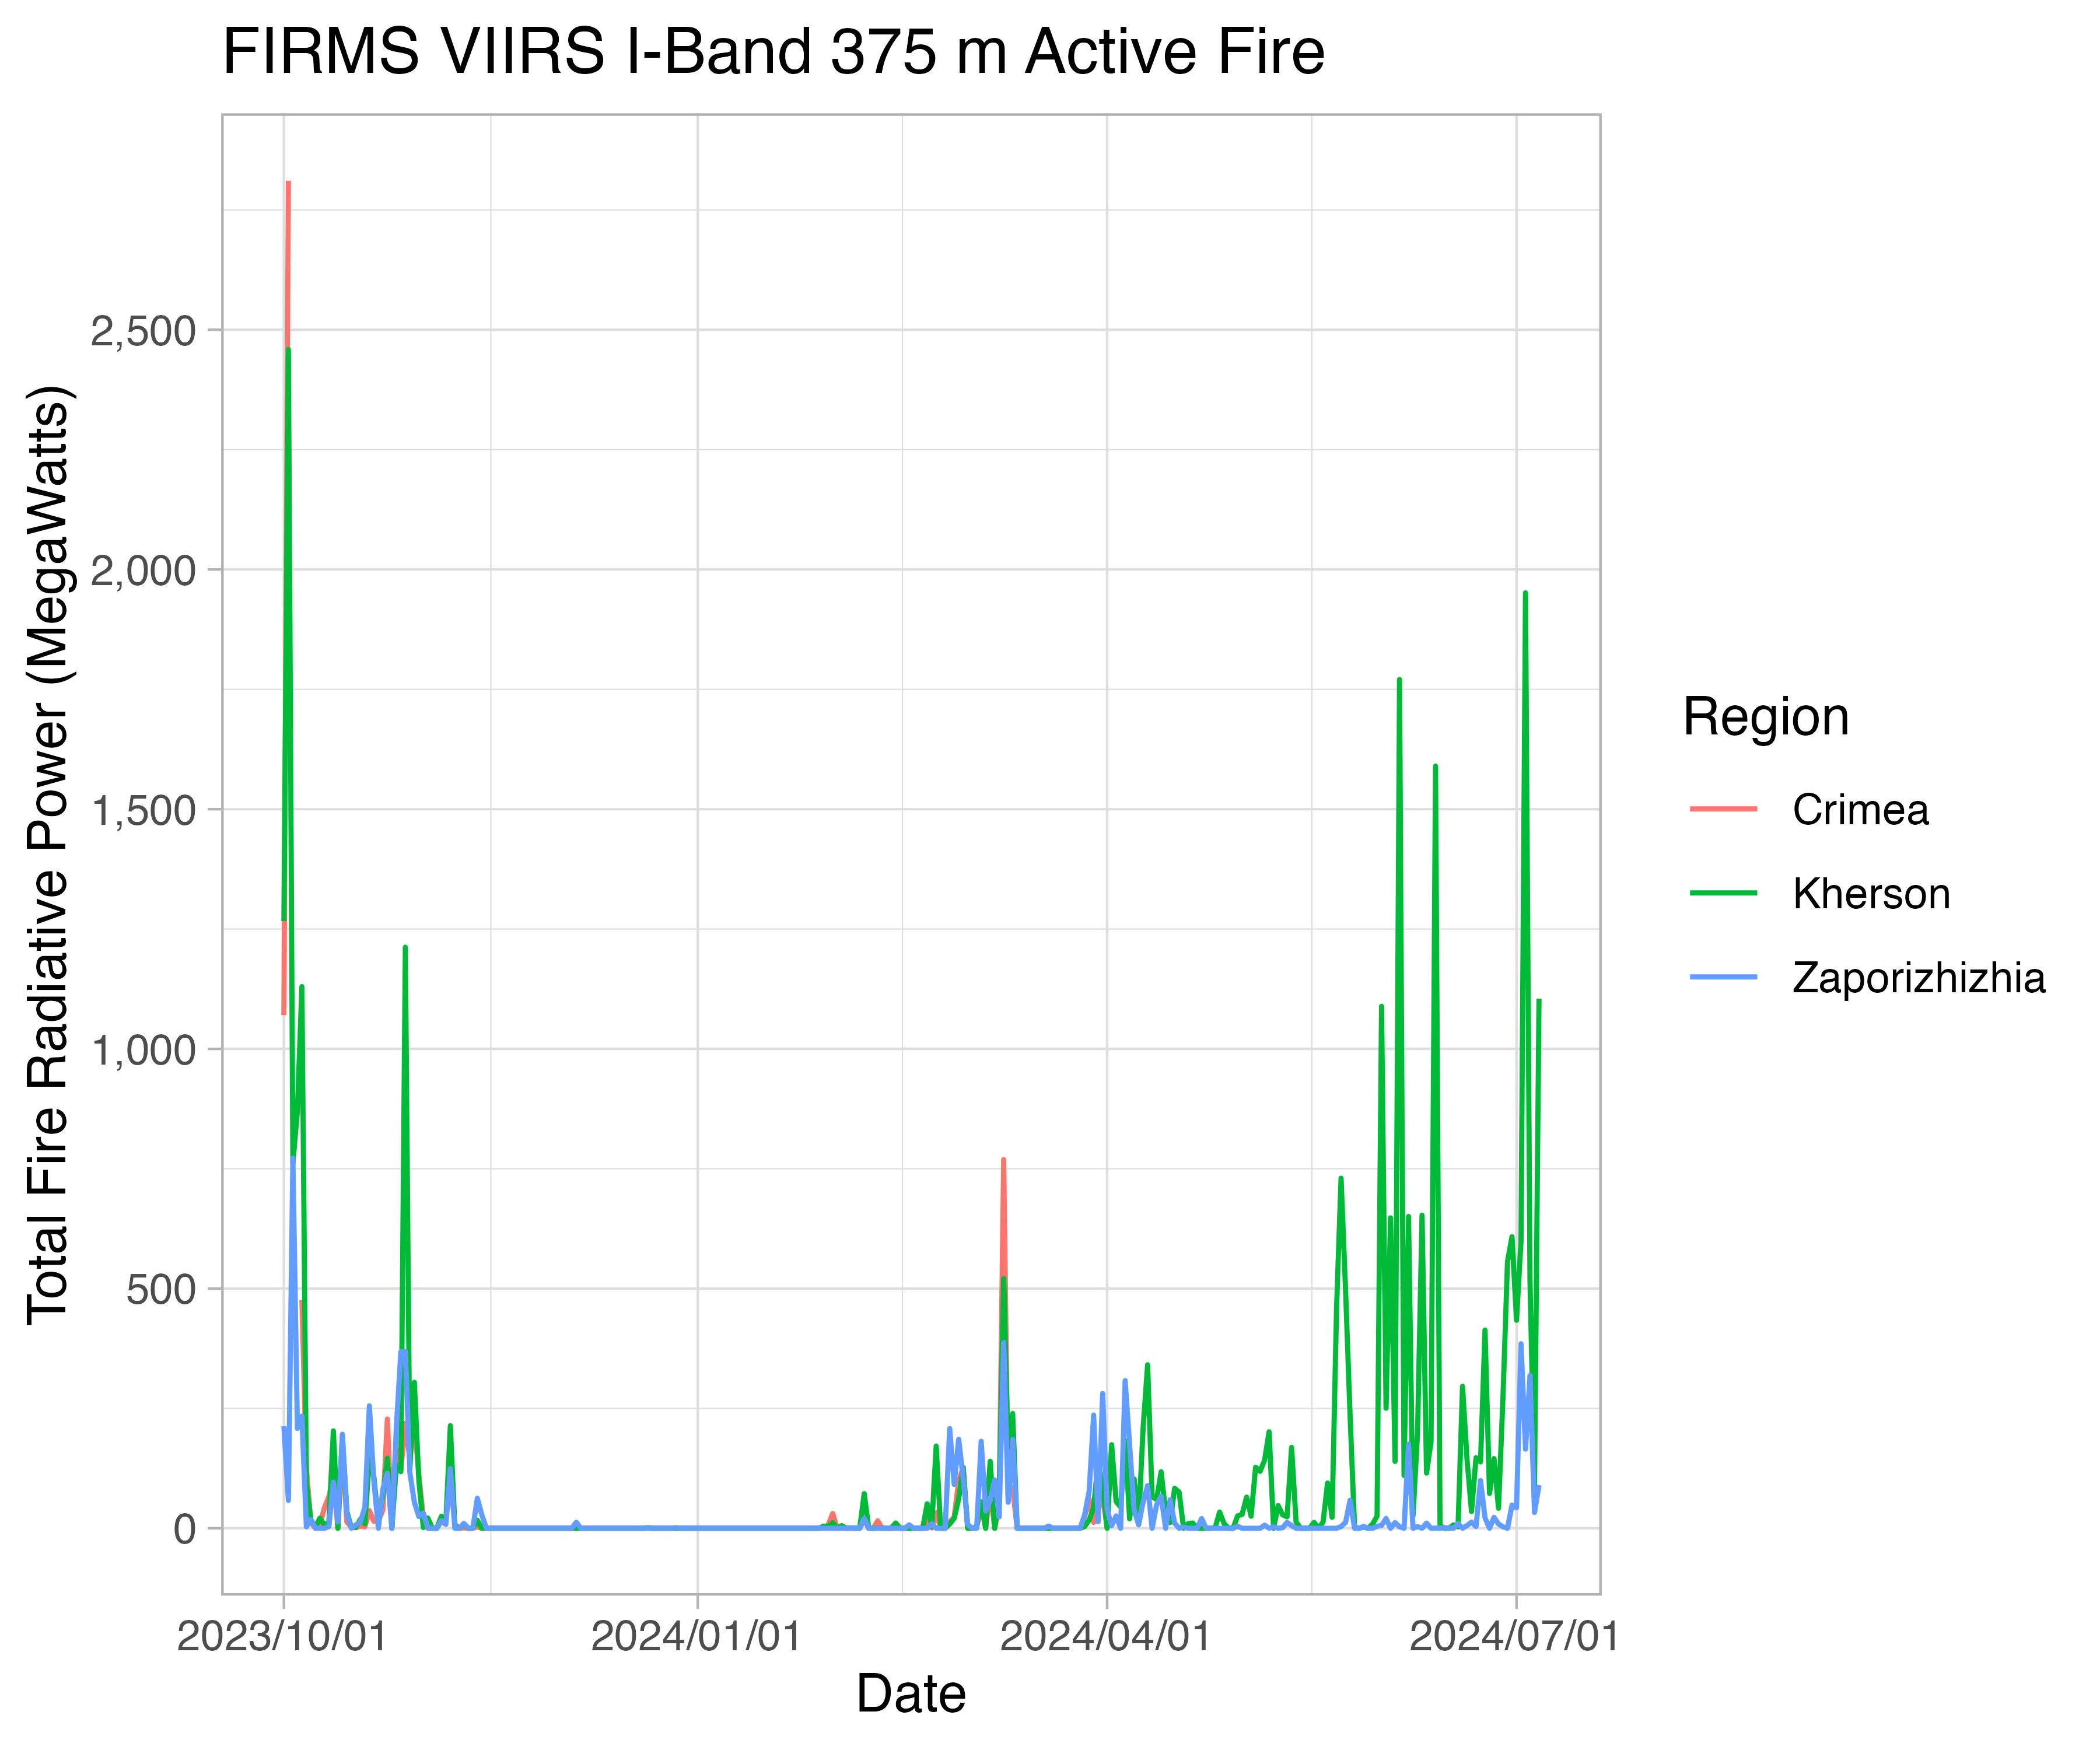 FIRMS VIIRS I-Band 375 m Active Fire
Total Fire Radiative Power (MegaWatts)
2,500
2,000
1,500
1,000
500
0
2023/10/01
2024/01/01
2024/04/01
2024/07/01
Date
Region
Crimea
Kherson
Zaporizhizhia